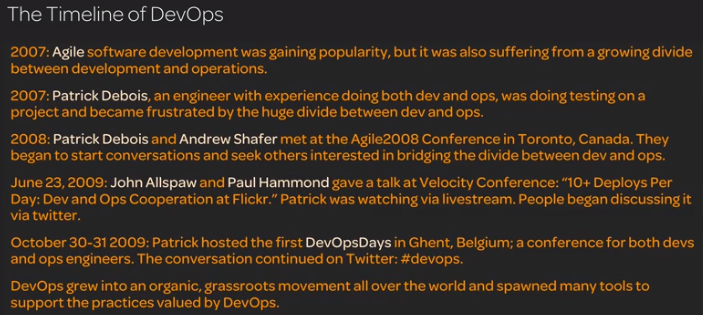 The Timeline of DevOps
2007: Agile software development was gaining popularity, but it was also suffering from a growing divide
between development and operations.
2007: Patrick Debois, an engineer with experience doing both dev and ops, was doing testing on a
project and became frustrated by the huge divide between dev and ops.
2008: Patrick Debois and Andrew Shafer met at the Agile2008 Conference in Toronto, Canada. They
began to start conversations and seek others interested in bridging the divide between dev and ops.
June 23, 2009: John Allspaw and Paul Hammond gave a talk at Velocity Conference: “10+ Deploys Per
Day: Dev and Ops Cooperation at Flickr.” Patrick was watching via livestream. People began discussing it
via twitter.
October 30-31 2009: Patrick hosted the first DevOpsDays in Ghent, Belgium; a conference for both devs
and ops engineers. The conversation continued on Twitter: #devops.
DevOps grew into an organic, grassroots movement all over the world and spawned many tools to
support the practices valued by DevOps.